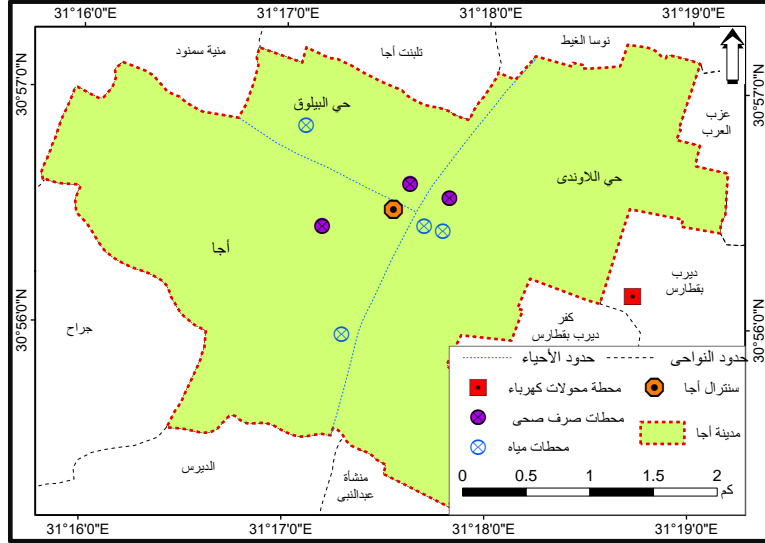 31°16'0"E
31°17'0"E
31°18'0"E
31°19'0"E
30°57'0"N
30°57'0"N
منية سمنود
تلبنت أجا
نوسا الغيط
عزب
العرب
حي البيلوق
حي اللاوندى
أجا
ديرب
بقطارس
كفر
ديرب بقطارس
جراح
30°56'0"N
30°56'0"N
الديرس
منشأة
عبدالنبى
حدود النواحى
حدود الأحياء
سنترال أجا
محطة محولات كهرباء
مدينة أجا
محطات صرف صحى
محطات مياه
0 0.5 1 1.5 2
كم
31°16'0"E
31°17'0"E
31°18'0"E
31°19'0"E